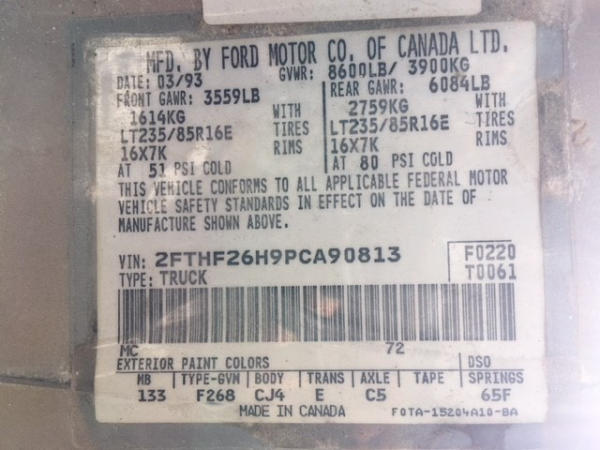 MFD. BY FORD MOTOR CO. OF CANADA LTD.
DATE: 03/93 GVWR: 8600LB/ 3900KG
FRONT GAWR: 3559LB REAR GAWR: 6084LB
1614KG WITH 2759KG WITH
LT235/85R16E TIRES LT235/85R16E TIRES
16X7K RIMS 16X7K RIMS
AT 51 PSI COLD AT 80 PSI COLD
THIS VEHICLE CONFORMS TO ALL APPLICABLE FEDERAL MOTOR
VEHICLE SAFETY STANDARDS IN EFFECT ON THE DATE OF
MANUFACTURE SHOWN ABOVE.
VIN: 2FTHF26H9PCA90813 F0220
TYPE: TRUCK T0061
MC 72
EXTERIOR PAINT COLORS DSO
WB TYPE-GVW BODY TRANS AXLE TAPE SPRINGS
133 F268 CJ4 E C5 65F
MADE IN CANADA F0TA-15204A10-BA